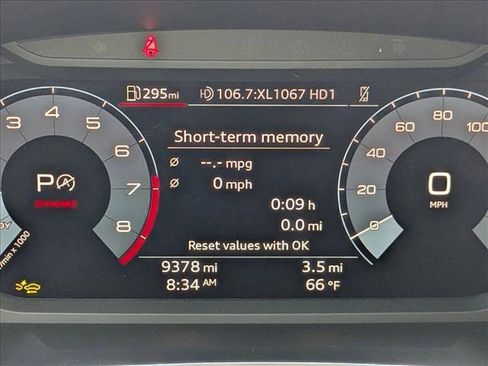 295mi
106.7:XL1067 HD1
Short-term memory
--.- mpg
0 mph
0:09 h
0.0 mi
Reset values with OK
9378 mi
3.5 mi
8:34 AM
66 °F
3
4
5
6
7
8
P
0
20
40
60
80
100
0
MPH